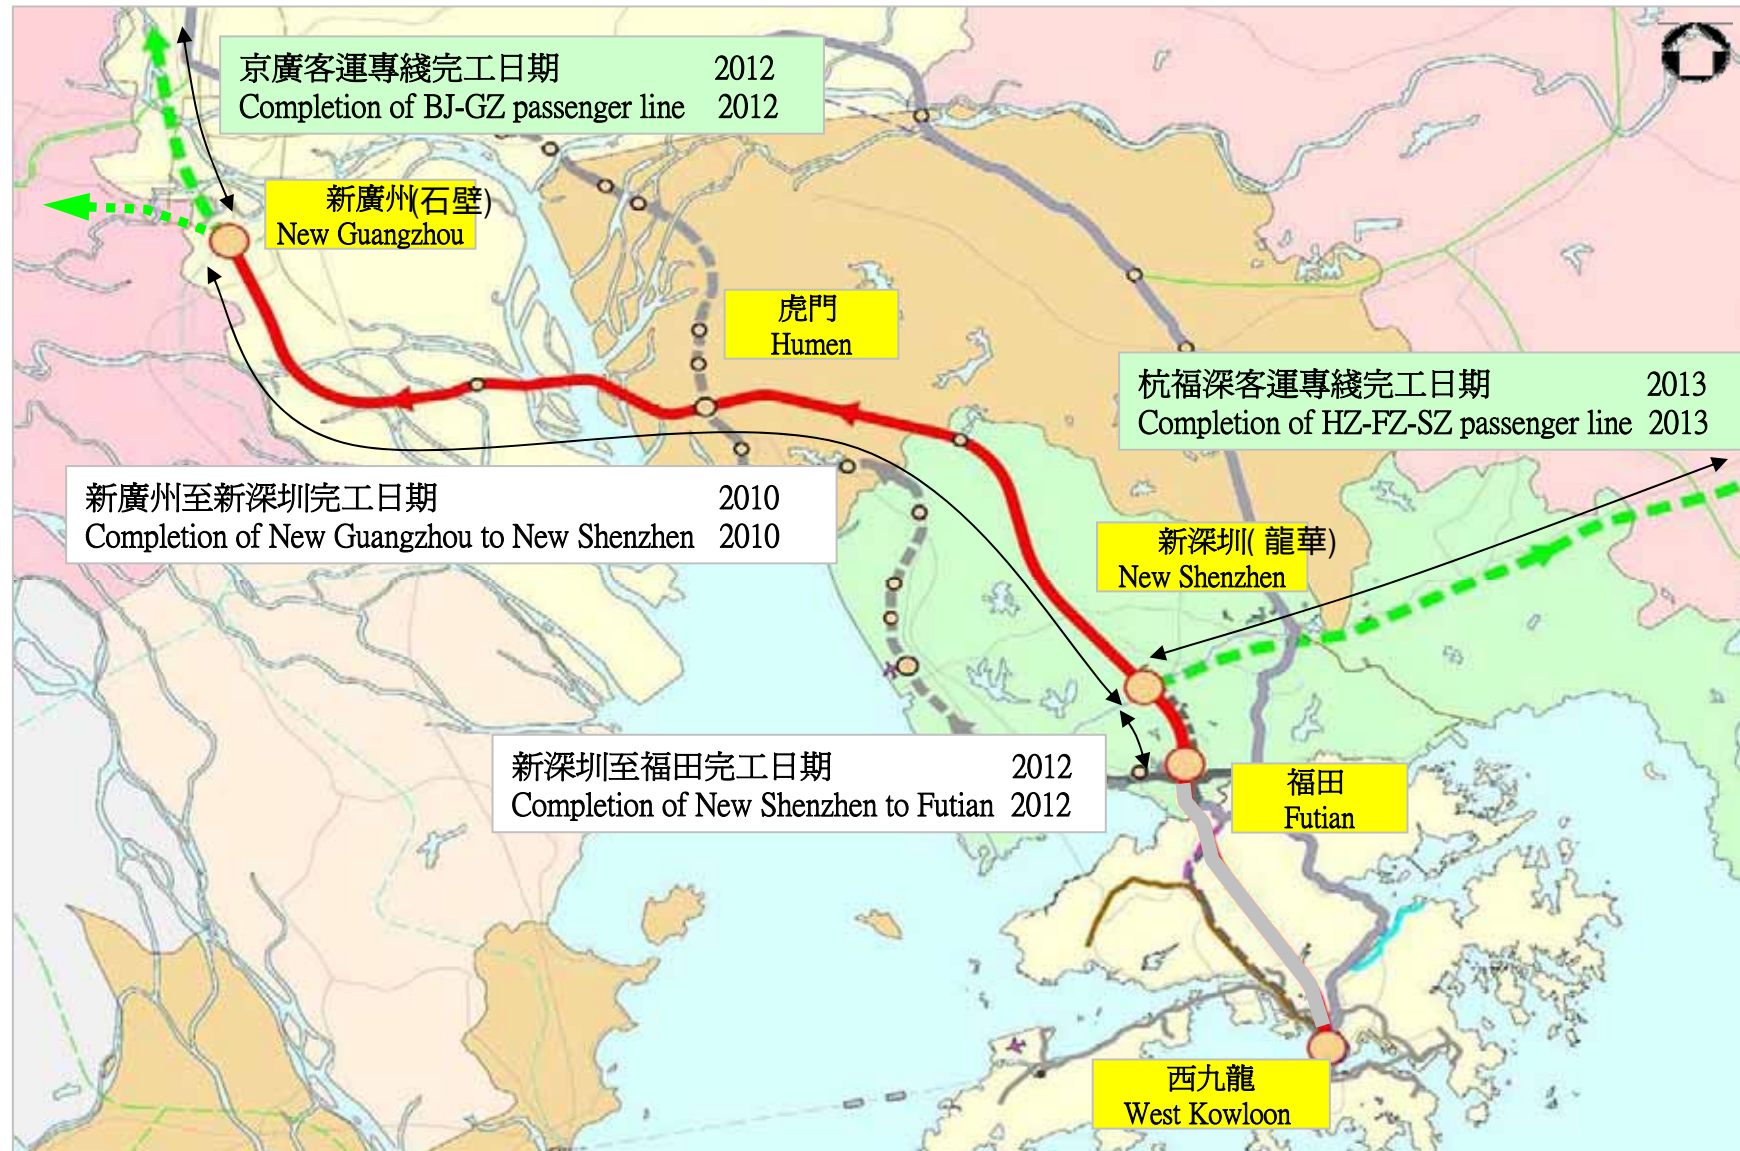 京廣客運專綫完工日期 2012
Completion of BJ-GZ passenger line 2012
新廣州(石壁)
New Guangzhou
虎門
Humen
杭福深客運專綫完工日期 2013
Completion of HZ-FZ-SZ passenger line 2013
新廣州至新深圳完工日期 2010
Completion of New Guangzhou to New Shenzhen 2010
新深圳( 龍華)
New Shenzhen
新深圳至福田完工日期 2012
Completion of New Shenzhen to Futian 2012
福田
Futian
西九龍
West Kowloon